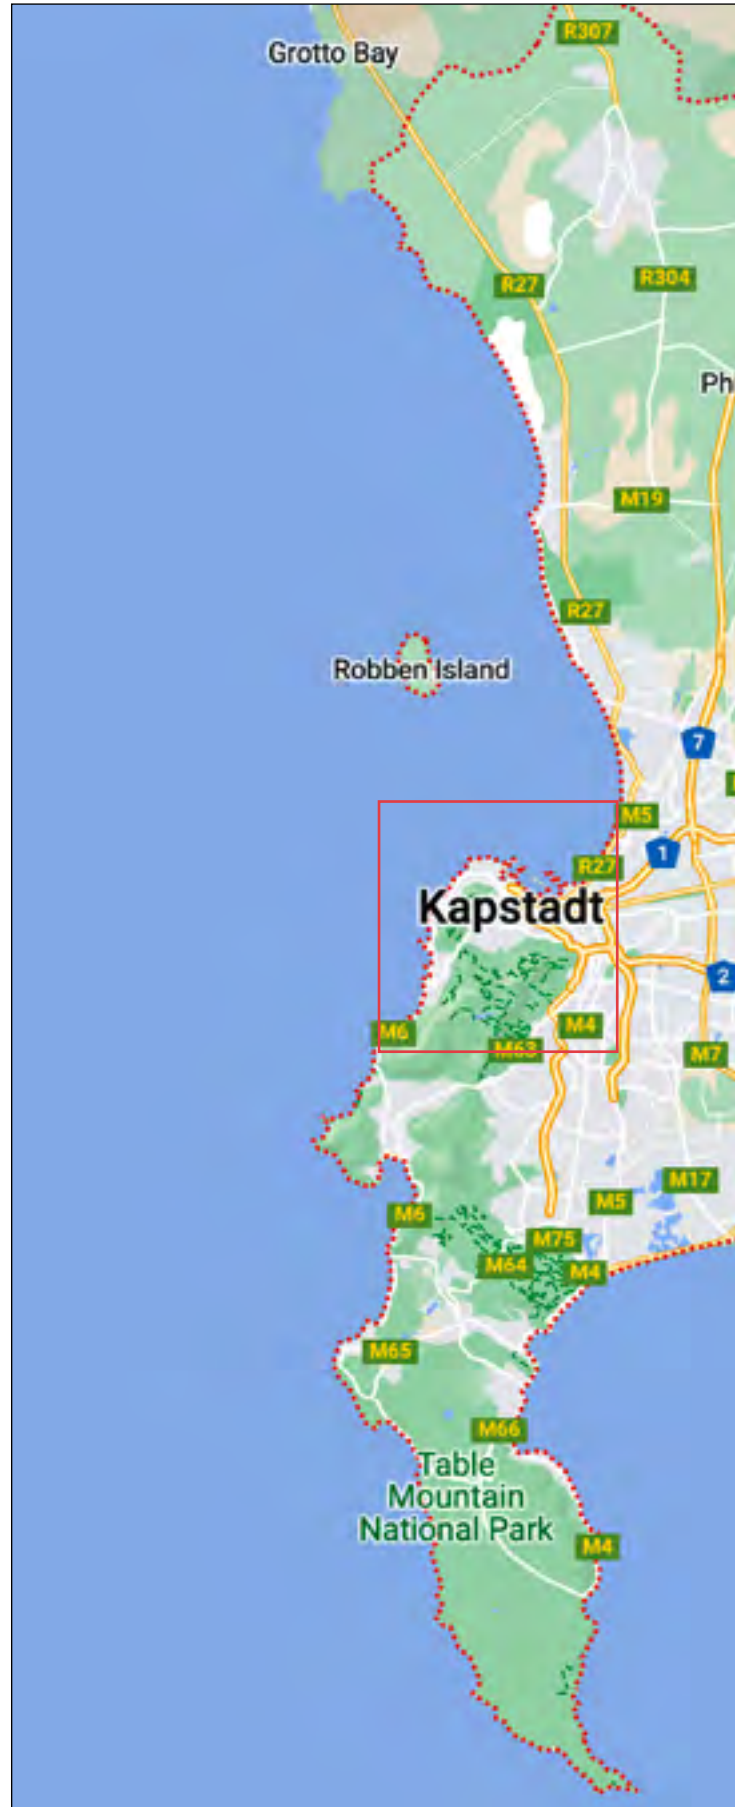 R307
Grotto Bay
R27
R304
Ph
M19
R27
Robben Island
7
M5
1
R27
Kapstadt
2
M6
M4
M63
M7
M17
M5
M6
M75
M64
M4
M65
M66
Table
Mountain
National Park
M4